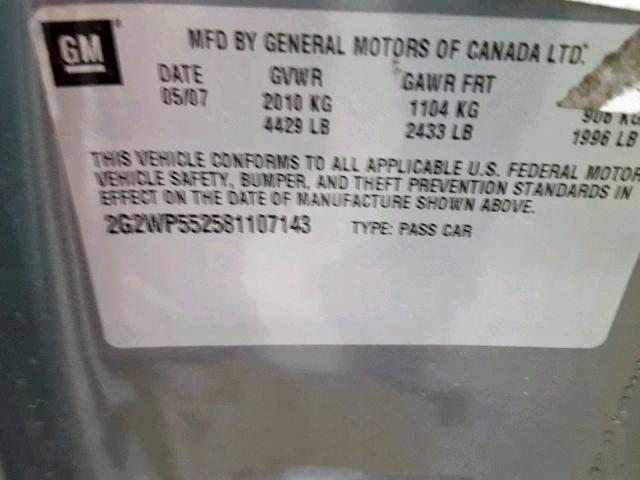 GM®
MFD BY GENERAL MOTORS OF CANADA LTD.
DATE GVWR GAWR FRT
05/07 2010 KG 1104 KG 906 KG
4429 LB 2433 LB 1996 LB
THIS VEHICLE CONFORMS TO ALL APPLICABLE U.S. FEDERAL MOTOR
VEHICLE SAFETY, BUMPER, AND THEFT PREVENTION STANDARDS IN
EFFECT ON THE DATE OF MANUFACTURE SHOWN ABOVE.
2G2WP552581107143 TYPE: PASS CAR